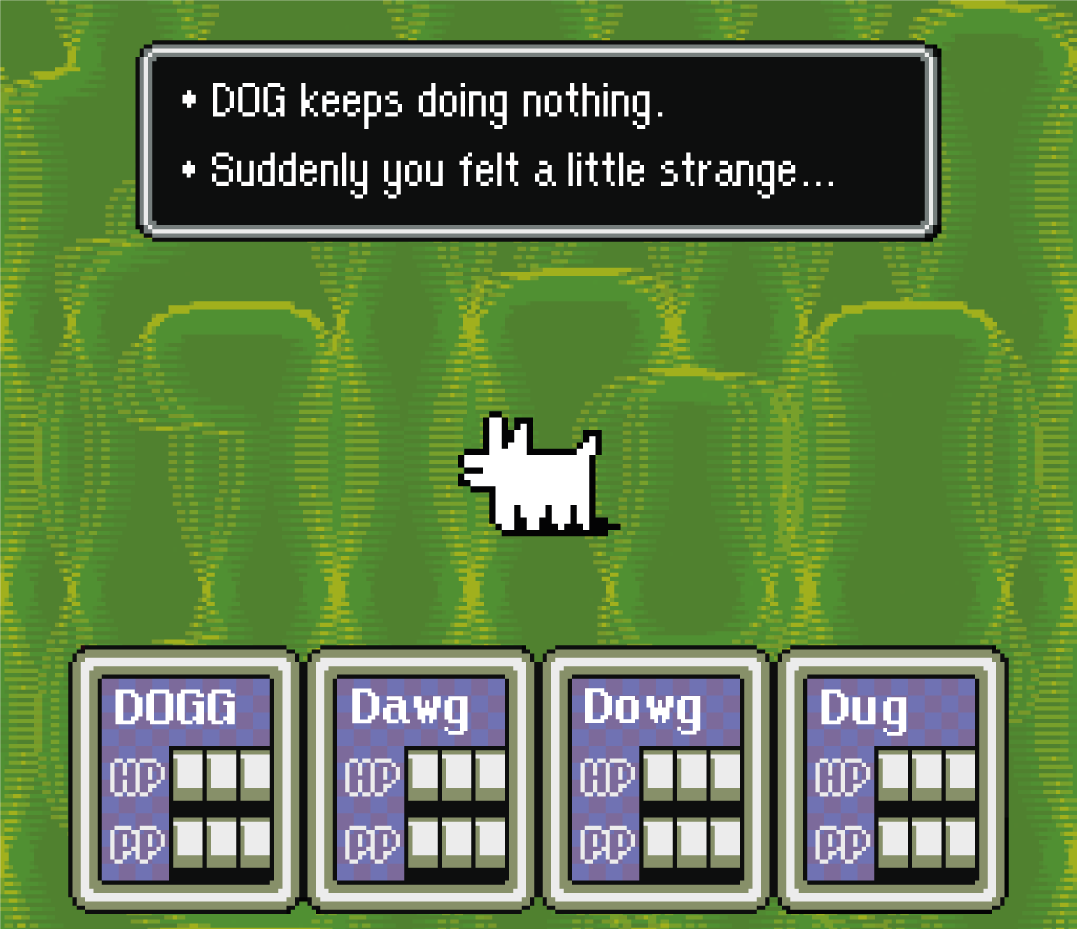 • DOG keeps doing nothing.
• Suddenly you felt a little strange...
DOGG Dawg Dowg Dug
HP HP HP HP
PP PP PP PP